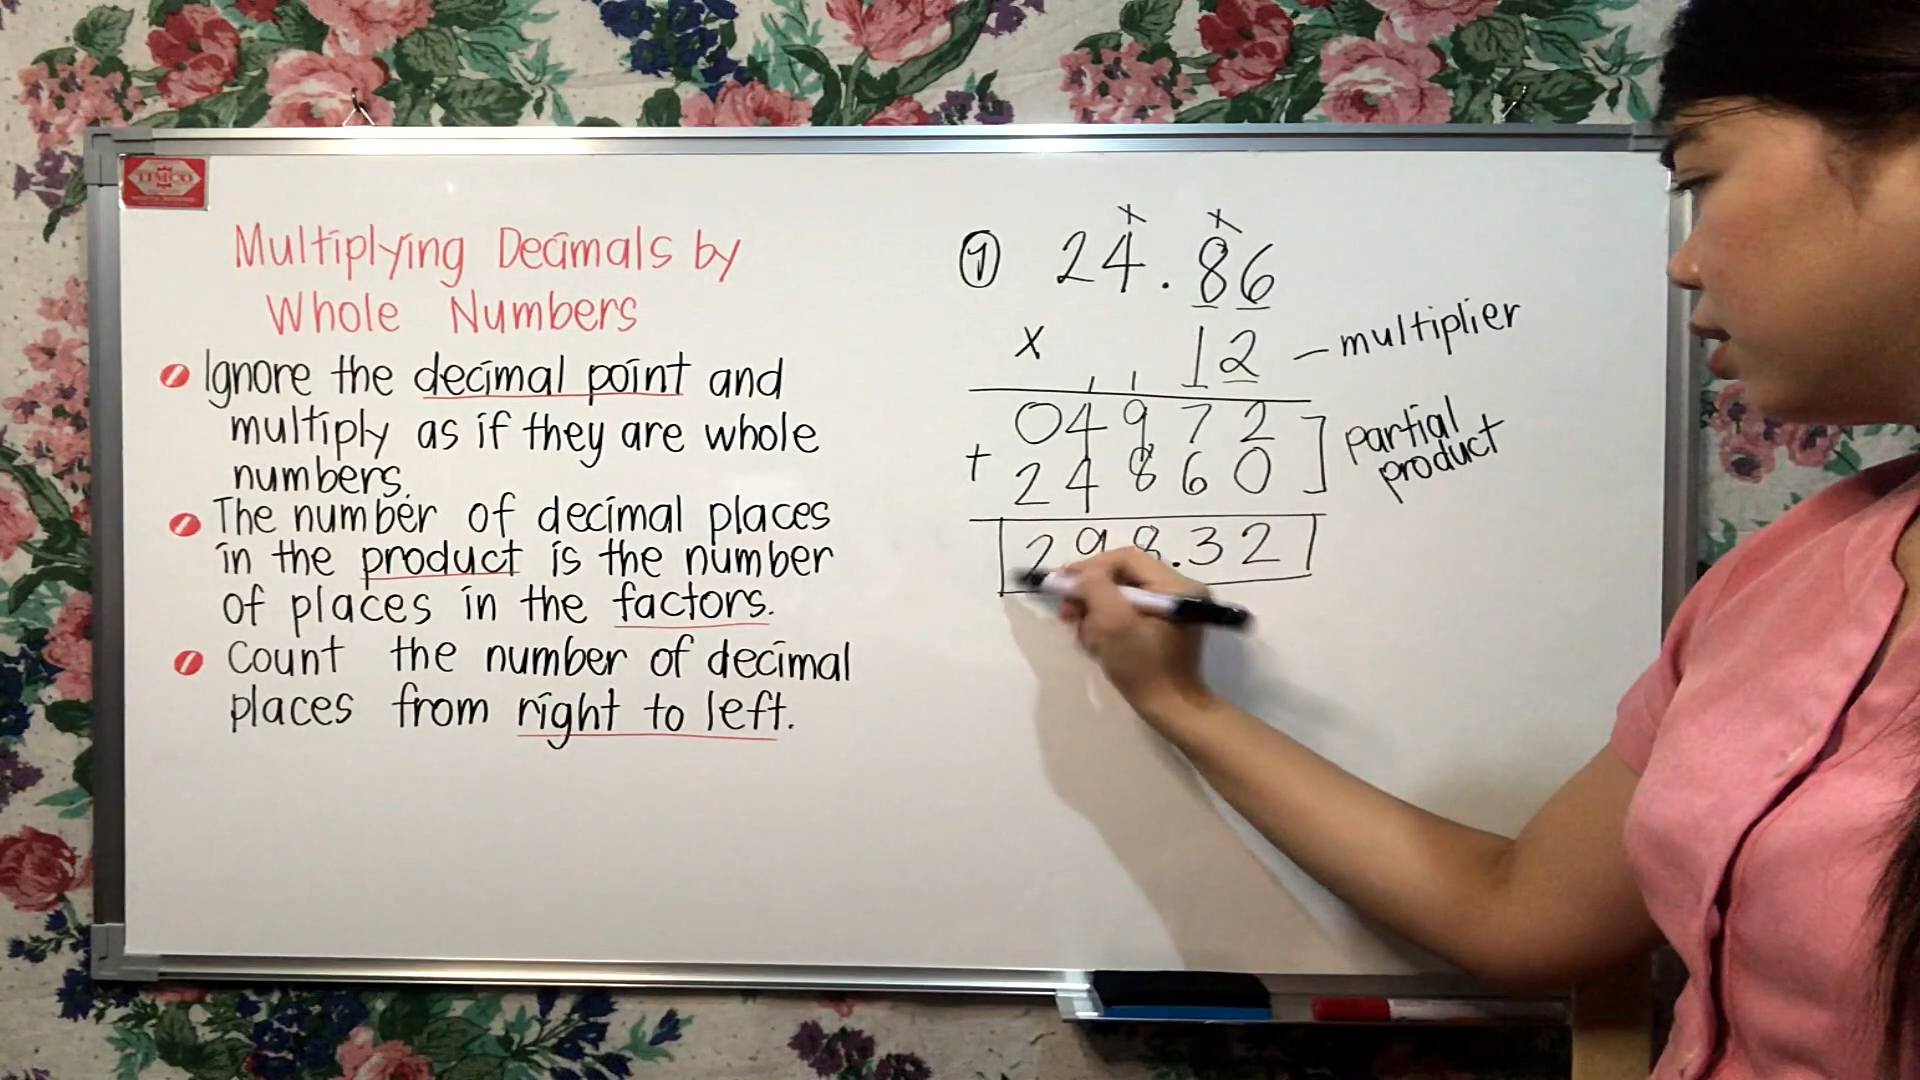 TIMCO
Multiplying Decimals by
Whole Numbers
Ignore the decimal point and
multiply as if they are whole
numbers.
The number of decimal places
in the product is the number
of places in the factors.
Count the number of decimal
places from right to left.
1 24.86
x 12 — multiplier
04972
+ 24860
partial
product
298.32